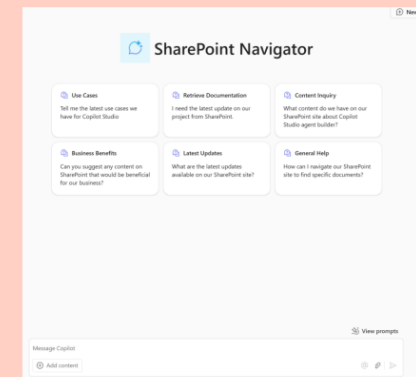 New
SharePoint Navigator
Use Cases
Tell me the latest use cases we
have for Copilot Studio
Retrieve Documentation
I need the latest update on our
project from SharePoint.
Content Inquiry
What content do we have on our
SharePoint site about Copilot
Studio agent builder?
Business Benefits
Can you suggest any content on
SharePoint that would be beneficial
for our business?
Latest Updates
What are the latest updates
available on our SharePoint site?
General Help
How can I navigate our SharePoint
site to find specific documents?
View prompts
Message Copilot
Add content